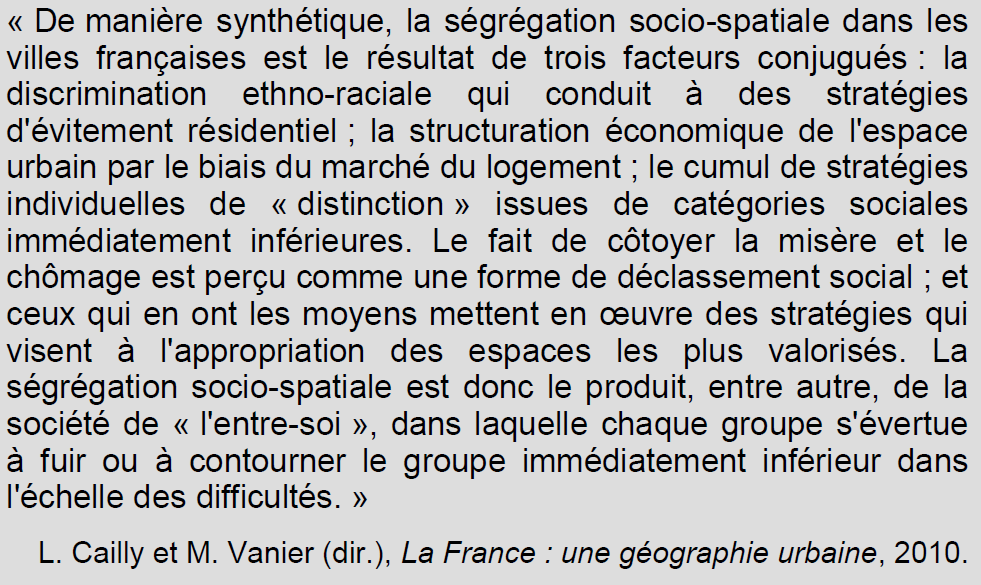 « De manière synthétique, la ségrégation socio-spatiale dans les
villes françaises est le résultat de trois facteurs conjugués : la
discrimination ethno-raciale qui conduit à des stratégies
d'évitement résidentiel ; la structuration économique de l'espace
urbain par le biais du marché du logement ; le cumul de stratégies
individuelles de « distinction » issues de catégories sociales
immédiatement inférieures. Le fait de côtoyer la misère et le
chômage est perçu comme une forme de déclassement social ; et
ceux qui en ont les moyens mettent en œuvre des stratégies qui
visent à l'appropriation des espaces les plus valorisés. La
ségrégation socio-spatiale est donc le produit, entre autre, de la
société de « l'entre-soi », dans laquelle chaque groupe s'évertue
à fuir ou à contourner le groupe immédiatement inférieur dans
l'échelle des difficultés. »
L. Cailly et M. Vanier (dir.), La France : une géographie urbaine, 2010.